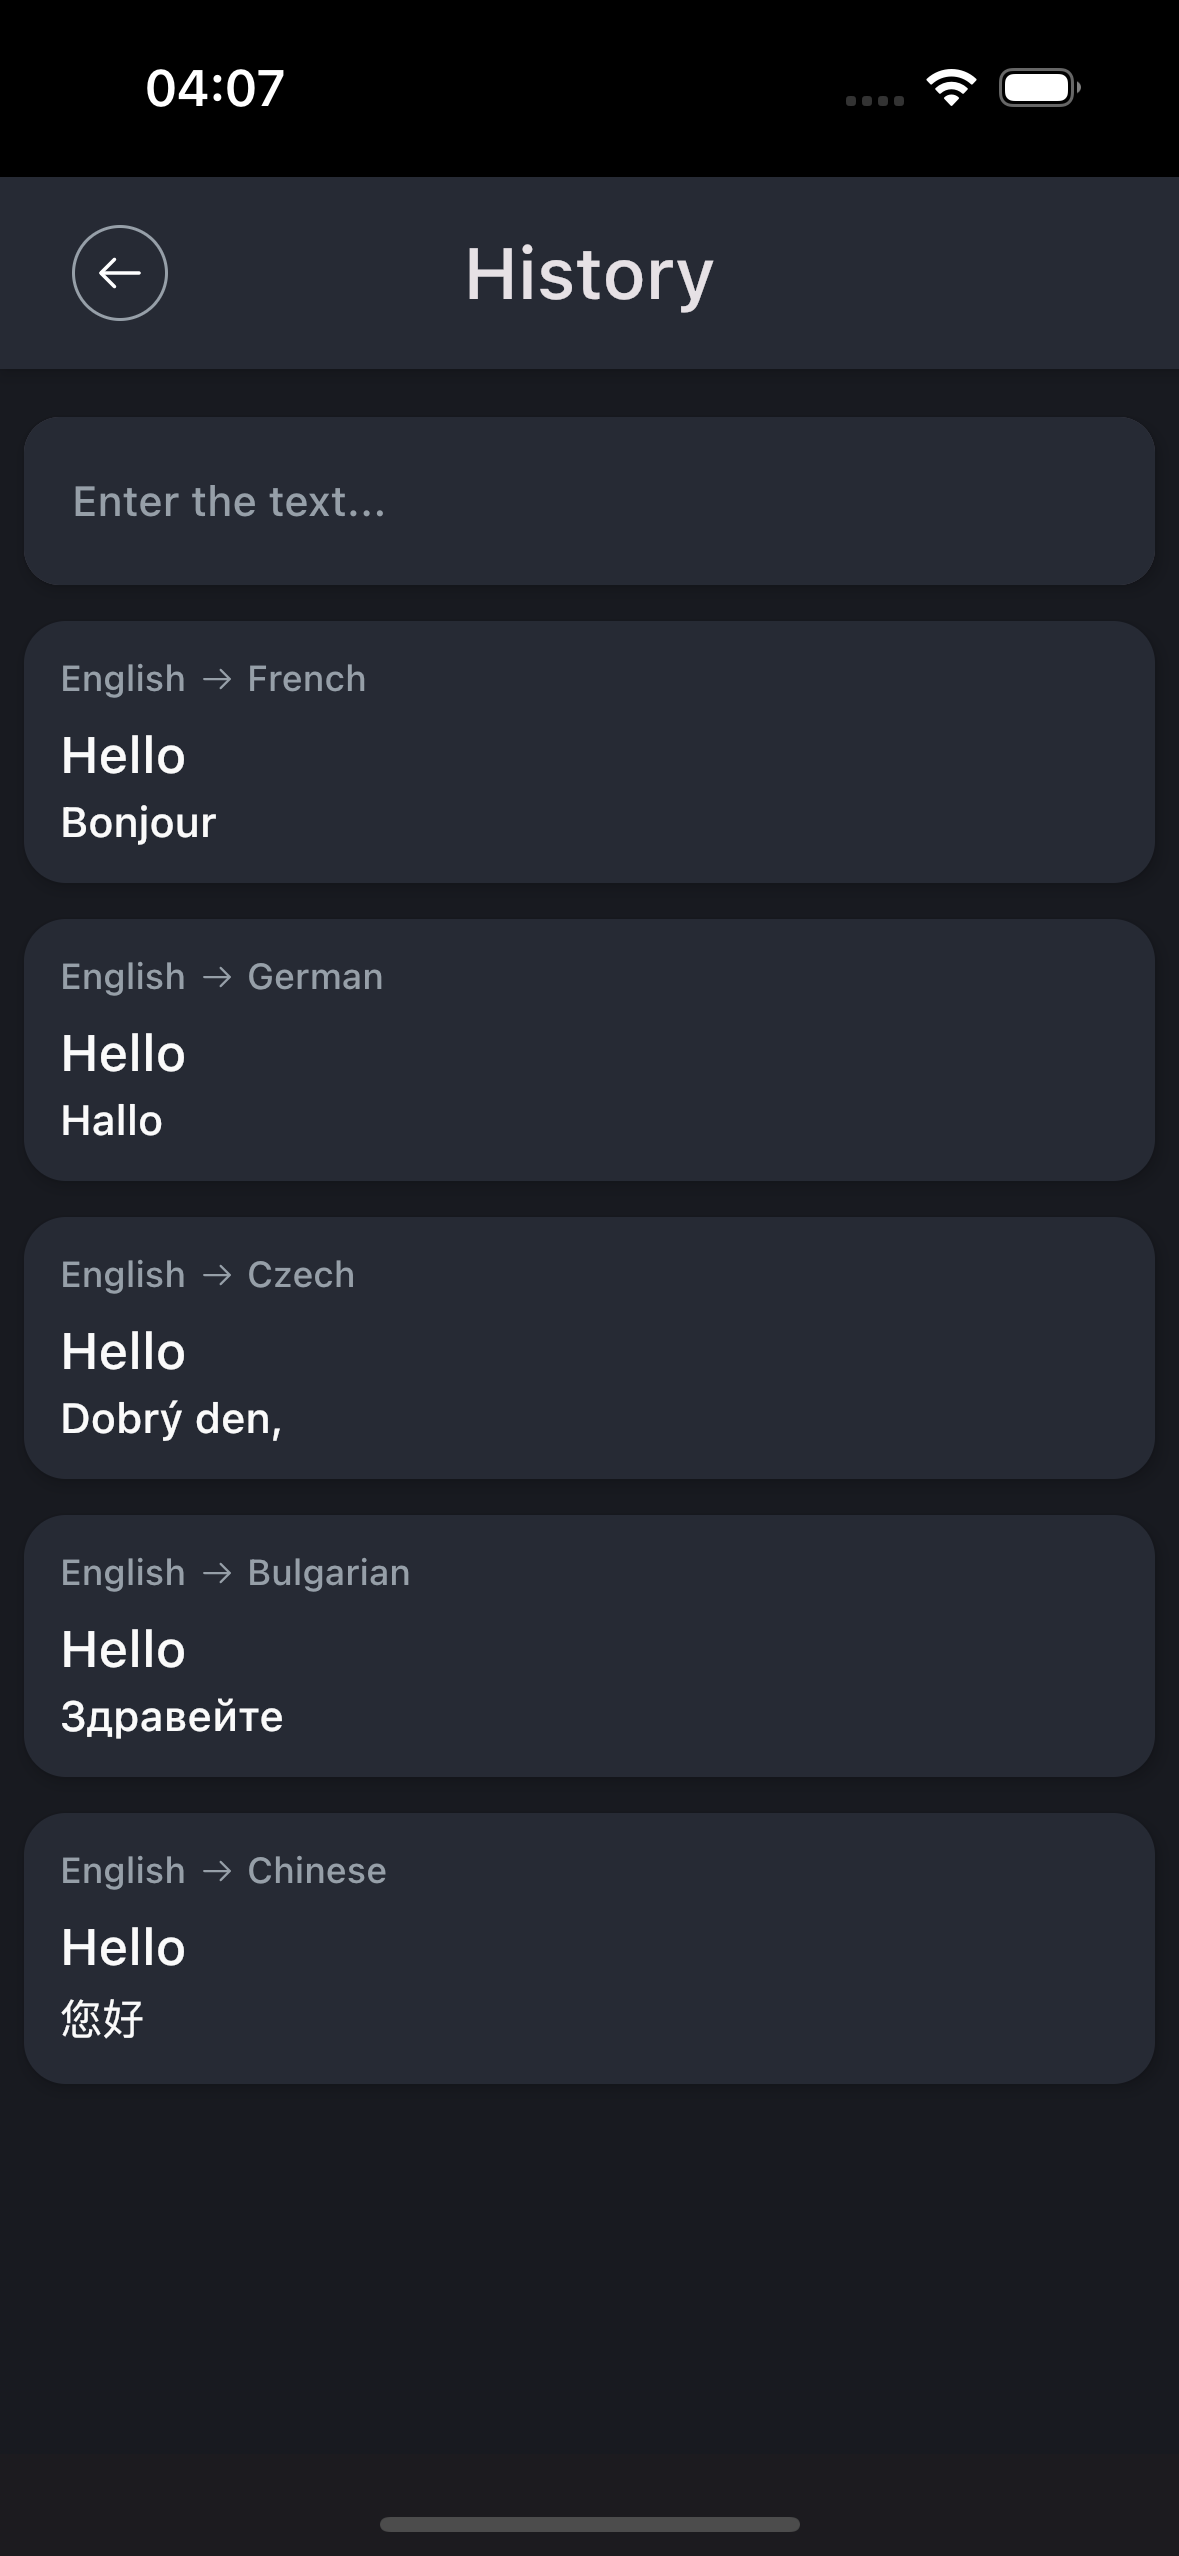 04:07
History
Enter the text...
English → French
Hello
Bonjour
English → German
Hello
Hallo
English → Czech
Hello
Dobrý den,
English → Bulgarian
Hello
Здравейте
English → Chinese
Hello
您好